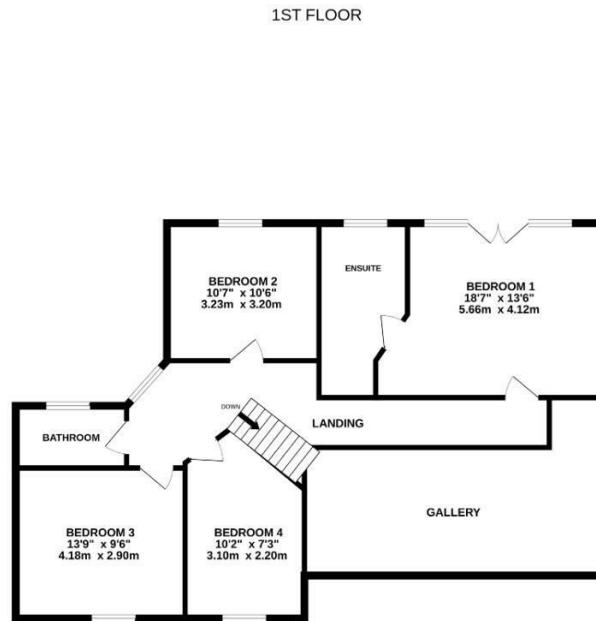 1ST FLOOR
BEDROOM 2
10'7" x 10'6"
3.23m x 3.20m
ENSUITE
BEDROOM 1
18'7" x 13'6"
5.66m x 4.12m
DOWN
LANDING
BATHROOM
GALLERY
BEDROOM 3
13'9" x 9'6"
4.18m x 2.90m
BEDROOM 4
10'2" x 7'3"
3.10m x 2.20m